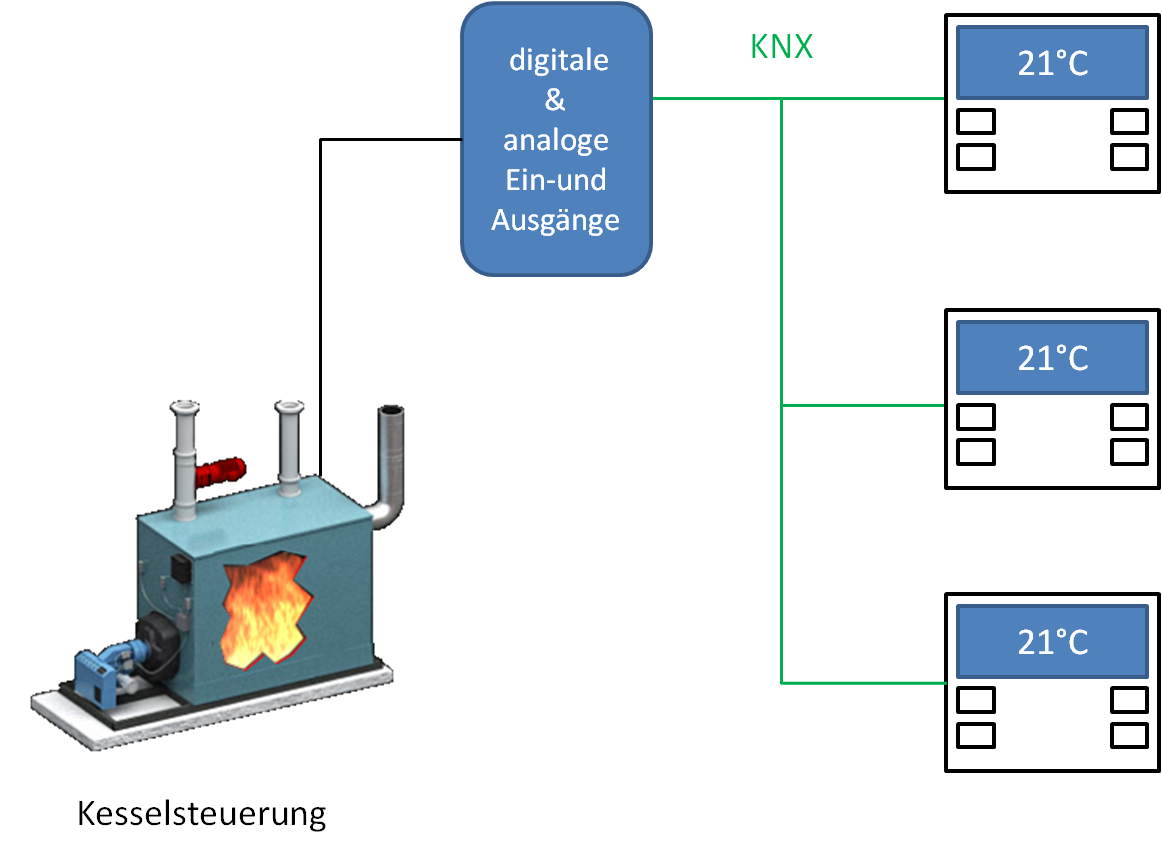 digitale
&
analoge
Ein-und
Ausgänge
KNX
21°C
21°C
21°C
Kesselsteuerung